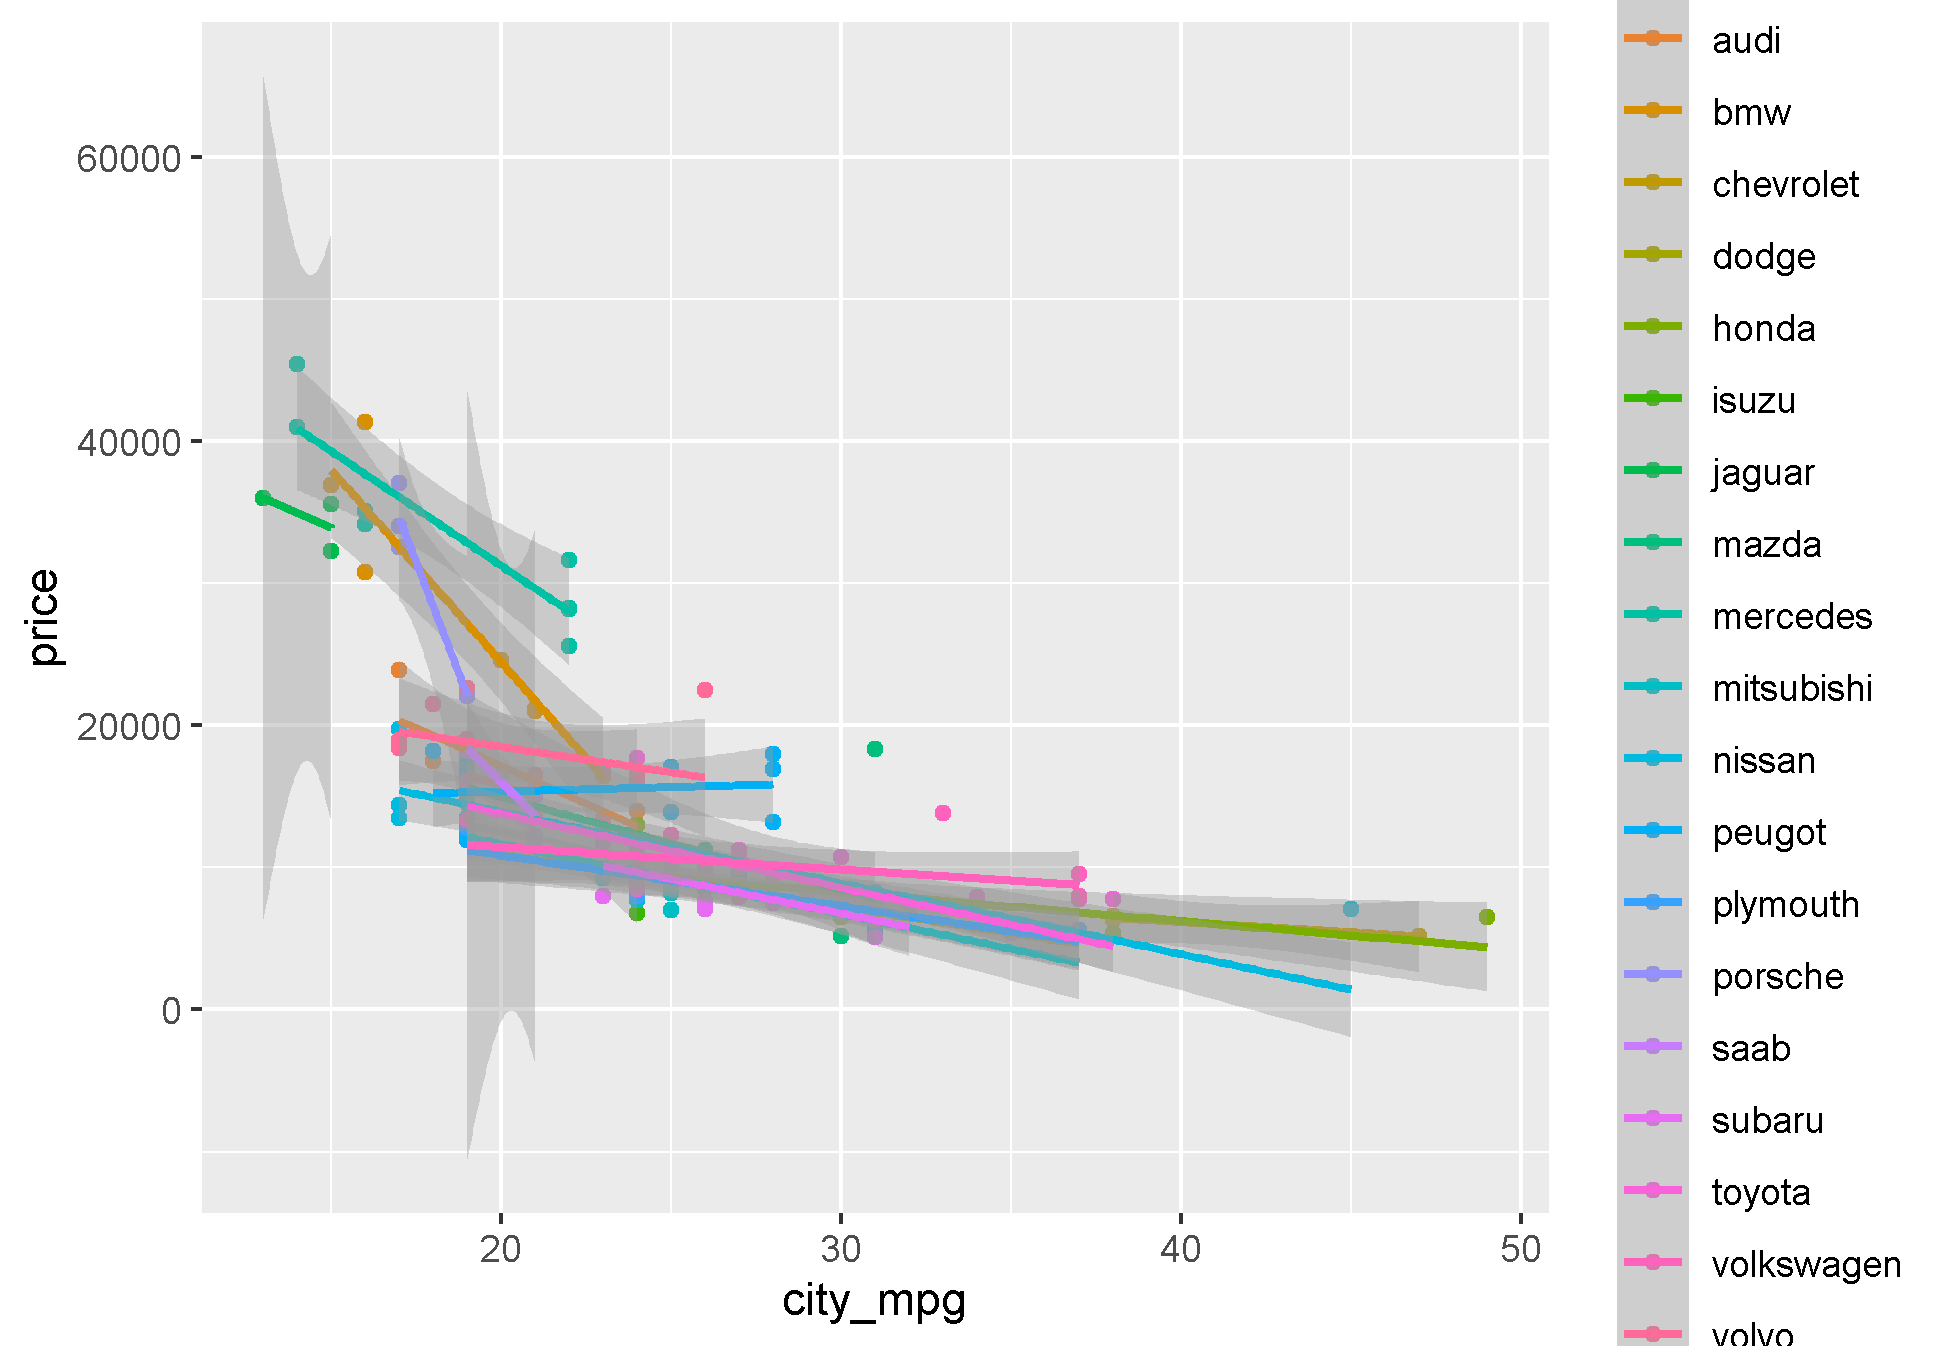 audi
bmw
chevrolet
dodge
honda
isuzu
jaguar
mazda
mercedes
mitsubishi
nissan
peugot
plymouth
porsche
saab
subaru
toyota
volkswagen
volvo
60000
40000
20000
0
price
20 30 40 50
city_mpg